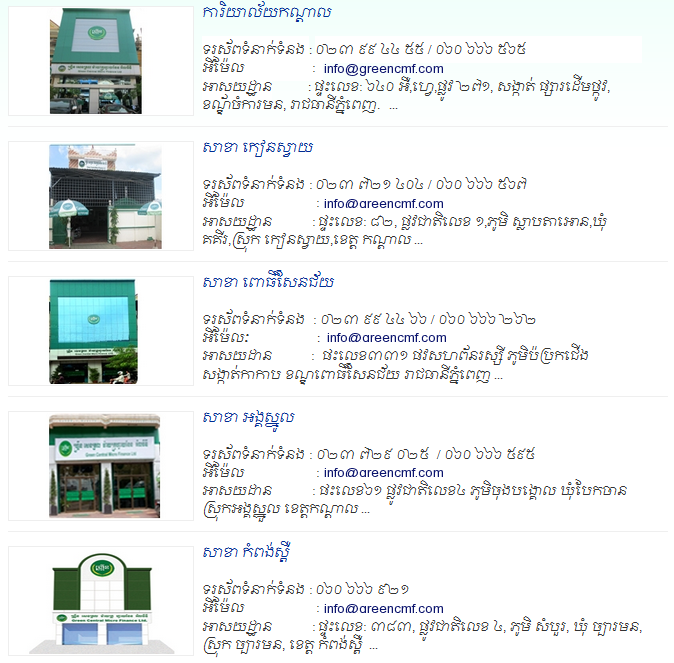 ការិយាល័យកណ្តាល
ទូរស័ព្ទទំនាក់ទំនង : ០២៣ ៩៩ ៤៤ ៥៥ / ០៦០ ៦៦៦ ៥៦៥
អ៊ីម៉ែល : info@greencmf.com
អាសយដ្ឋាន : ផ្ទះលេខ: ៦៤០ អឺ,ហ្វេ,ផ្លូវ ២៧១, សង្កាត់ ផ្សារដើមថ្កូវ,
ខណ្ឌ័ចំការមន, រាជធានីភ្នំពេញ. ...
សាខា កៀនស្វាយ
ទូរស័ព្ទទំនាក់ទំនង : ០២៣ ៧២១ ៤០៤ / ០៦០ ៦៦៦ ៥៦៧
អ៊ីម៉ែល : info@greencmf.com
អាសយដ្ឋាន : ផ្ទះលេខ: ៨២, ផ្លូវជាតិលេខ ១,ភូមិ ស្លាបតាអោន,ឃុំ
គគីរ,ស្រុក កៀនស្វាយ,ខេត្ត កណ្តាល ...
សាខា ពោធិ៍សែនជ័យ
ទូរស័ព្ទទំនាក់ទំនង : ០២៣ ៩៩ ៤៤ ៦៦ / ០៦០ ៦៦៦ ២៦២
អ៊ីម៉ែល: : info@greencmf.com
អាសយដ្ឋាន : ផ្ទះលេខ៣៣១ ផ្លូវសហព័នរស្សី ភូមិប៉ប្រកជើង
សង្កាត់កាកាប ខណ្ឌពោធិ៍សែនជ័យ រាជធានីភ្នំពេញ ...
សាខា អង្គស្នួល
ទូរស័ព្ទទំនាក់ទំនង : ០២៣ ៧២៩ ០២៥ / ០៦០ ៦៦៦ ៥៩៥
អ៊ីម៉ែល : info@greencmf.com
អាសយដ្ឋាន : ផ្ទះលេខ៦១ ផ្លូវជាតិលេខ៤ ភូមិចុងបង្គោល ឃុំបែកចាន
ស្រុកអង្គស្នួល ខេត្តកណ្តាល ...
Green Central Micro Finance Ltd.
សាខា កំពង់ស្ពឺ
ទូរស័ព្ទទំនាក់ទំនង : ០៦០ ៦៦៦ ៩២១
អ៊ីម៉ែល : info@greencmf.com
អាសយដ្ឋាន : ផ្ទះលេខ: ៣៨៣, ផ្លូវជាតិលេខ ៤, ភូមិ សំបួរ, ឃុំ ច្បារមន,
ស្រុក ច្បារមន, ខេត្ត កំពង់ស្ពឺ ...
Green Central Micro Finance Ltd.